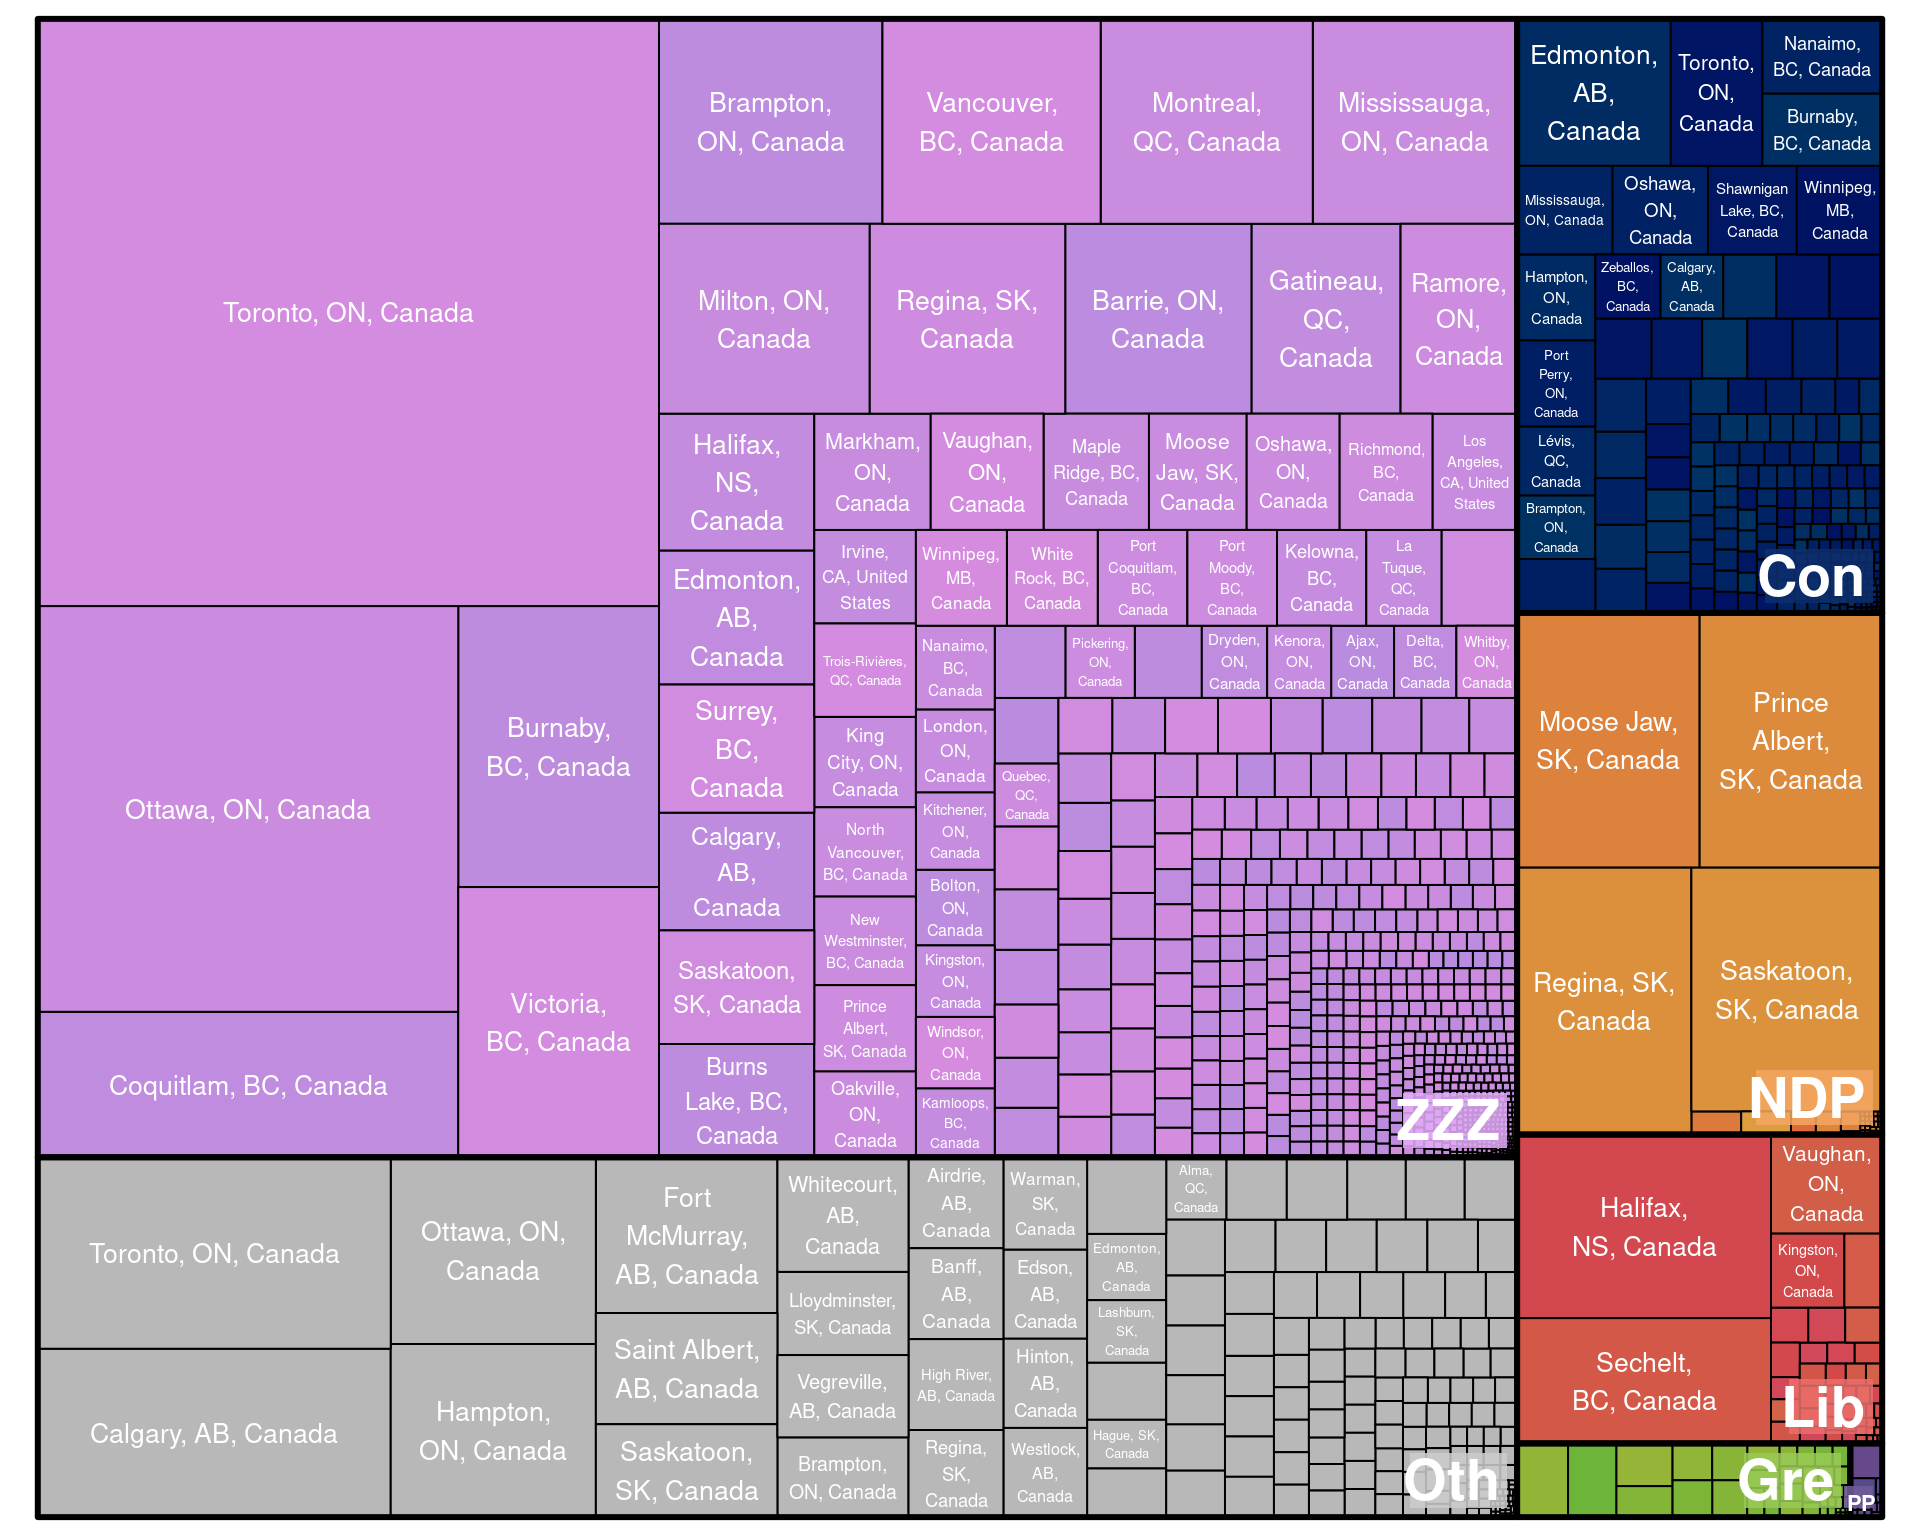 Toronto, ON, Canada
Ottawa, ON, Canada
Coquitlam, BC, Canada
Burnaby,
BC, Canada
Victoria,
BC, Canada
Brampton,
ON, Canada
Vancouver,
BC, Canada
Montreal,
QC, Canada
Mississauga,
ON, Canada
Milton, ON,
Canada
Regina, SK,
Canada
Barrie, ON,
Canada
Gatineau,
QC,
Canada
Ramore,
ON,
Canada
Halifax,
NS,
Canada
Edmonton,
AB,
Canada
Surrey,
BC,
Canada
Calgary,
AB,
Canada
Saskatoon,
SK, Canada
Burns
Lake, BC,
Canada
Markham,
ON,
Canada
Vaughan,
ON,
Canada
Maple
Ridge, BC,
Canada
Moose
Jaw, SK,
Canada
Oshawa,
ON,
Canada
Richmond,
BC,
Canada
Los
Angeles,
CA, United
States
Irvine,
CA, United
States
Trois-Rivières,
QC, Canada
King
City, ON,
Canada
North
Vancouver,
BC, Canada
New
Westminster,
BC, Canada
Prince
Albert,
SK, Canada
Oakville,
ON,
Canada
Winnipeg,
MB,
Canada
White
Rock, BC,
Canada
Port
Coquitlam,
BC,
Canada
Port
Moody,
BC,
Canada
Kelowna,
BC,
Canada
La
Tuque,
QC,
Canada
Nanaimo,
BC,
Canada
London,
ON,
Canada
Kitchener,
ON,
Canada
Bolton,
ON,
Canada
Kingston,
ON,
Canada
Windsor,
ON,
Canada
Kamloops,
BC,
Canada
Pickering,
ON,
Canada
Dryden,
ON,
Canada
Kenora,
ON,
Canada
Ajax,
ON,
Canada
Delta,
BC,
Canada
Whitby,
ON,
Canada
Quebec,
QC,
Canada
ZZZ
Toronto, ON, Canada
Calgary, AB, Canada
Ottawa, ON,
Canada
Hampton,
ON, Canada
Fort
McMurray,
AB, Canada
Saint Albert,
AB, Canada
Saskatoon,
SK, Canada
Whitecourt,
AB,
Canada
Lloydminster,
SK, Canada
Vegreville,
AB, Canada
Brampton,
ON, Canada
Airdrie,
AB,
Canada
Banff,
AB,
Canada
High River,
AB, Canada
Regina,
SK,
Canada
Warman,
SK,
Canada
Edson,
AB,
Canada
Hinton,
AB,
Canada
Westlock,
AB,
Canada
Edmonton,
AB,
Canada
Lashburn,
SK,
Canada
Hague, SK,
Canada
Alma,
QC,
Canada
Oth
Edmonton,
AB,
Canada
Toronto,
ON,
Canada
Nanaimo,
BC, Canada
Burnaby,
BC, Canada
Mississauga,
ON, Canada
Oshawa,
ON,
Canada
Shawnigan
Lake, BC,
Canada
Winnipeg,
MB,
Canada
Hampton,
ON,
Canada
Port
Perry,
ON,
Canada
Lévis,
QC,
Canada
Brampton,
ON,
Canada
Zeballos,
BC,
Canada
Calgary,
AB,
Canada
Con
Moose Jaw,
SK, Canada
Prince
Albert,
SK, Canada
Regina, SK,
Canada
Saskatoon,
SK, Canada
NDP
Halifax,
NS, Canada
Sechelt,
BC, Canada
Vaughan,
ON,
Canada
Kingston,
ON,
Canada
Lib
Gre
PP